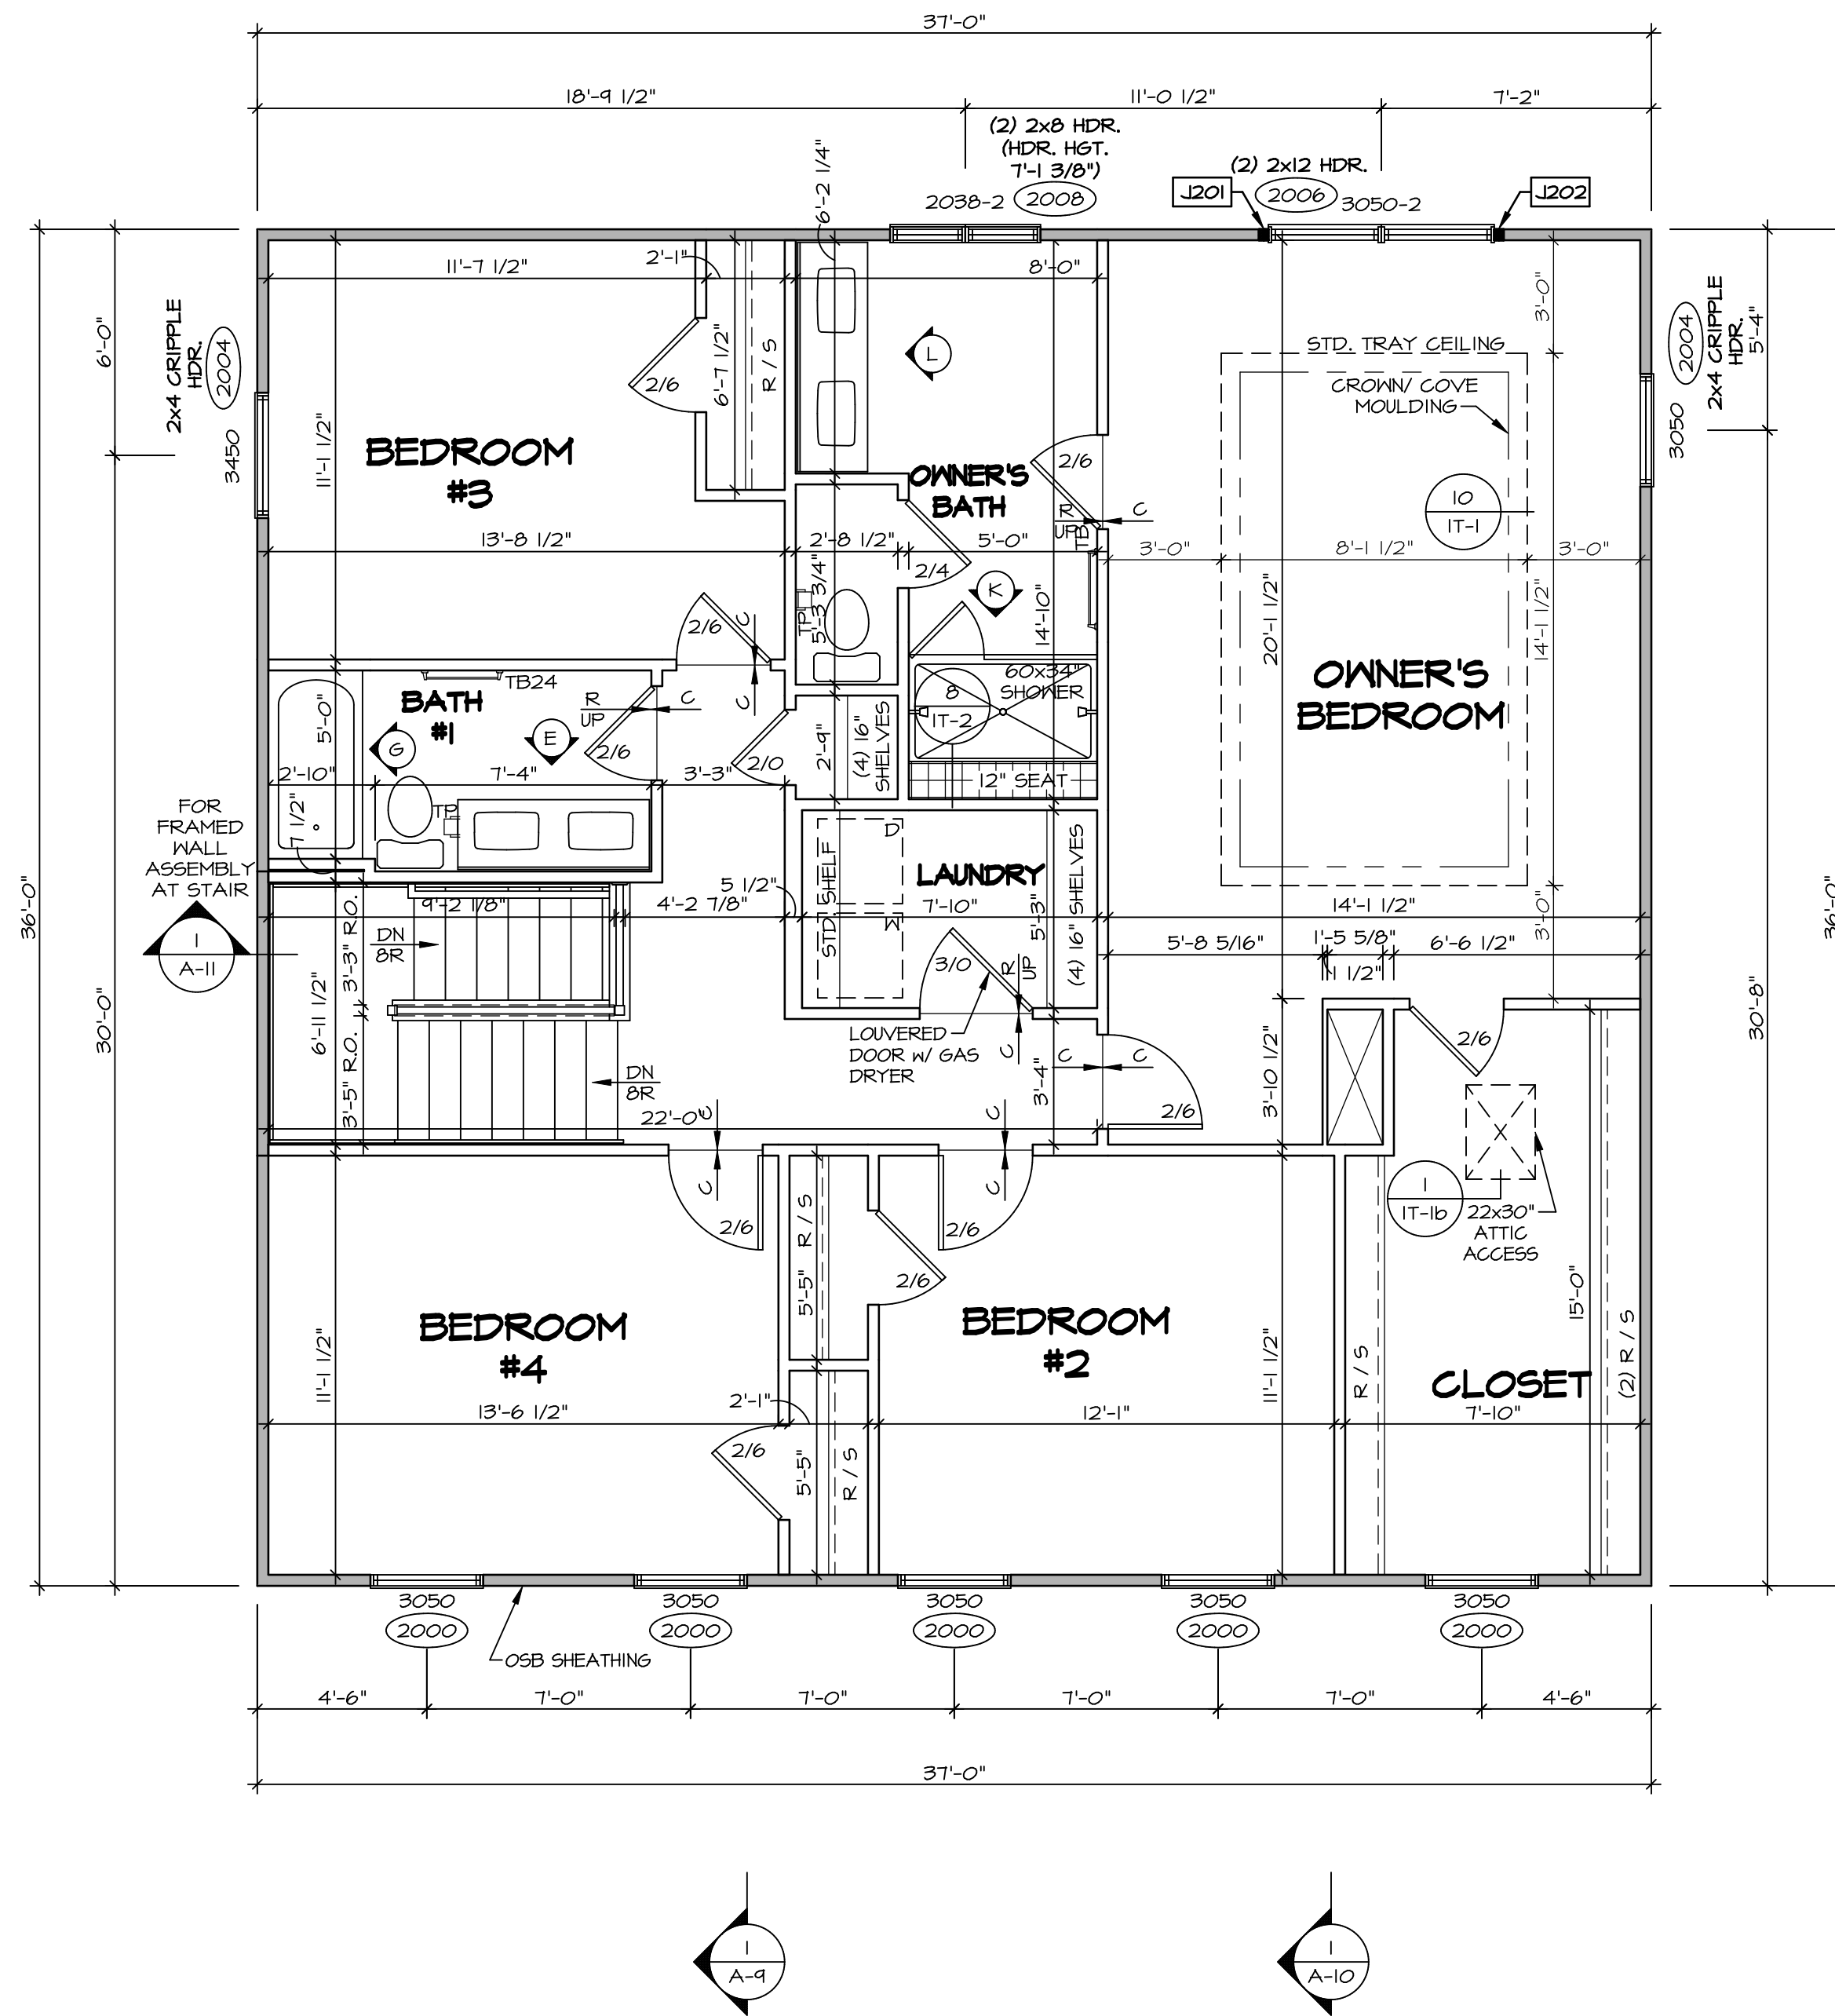 37'-0"
18'-9 1/2"
11'-0 1/2"
7'-2"
(2) 2x8 HDR.
(HDR. HGT.
7'-1 3/8")
(2) 2x12 HDR.
2038-2
2008
J201
2006
3050-2
J202
6'-2 1/4"
11'-7 1/2"
2'-1"
8'-0"
3'-0"
6'-0"
2x4 CRIPPLE
HDR.
2004
3450
2004
2x4 CRIPPLE
HDR.
5'-4"
3050
11'-1 1/2"
2/6
6'-7 1/2"
R / S
L
STD. TRAY CEILING
CROWN/ COVE
MOULDING
BEDROOM
#3
OWNER'S
BATH
2/6
R
UP
C
TB
10
IT-1
13'-8 1/2"
2'-8 1/2"
5'-0"
3'-0"
8'-1 1/2"
3'-0"
2/4
K
5'-3 3/4"
TP
14'-10"
20'-1 1/2"
14'-1 1/2"
2/6
C
C
OWNER'S
BEDROOM
60x34"
SHOWER
8
IT-2
12" SEAT
BATH
#1
TB24
R
UP
C
5'-0"
G
E
2/6
2'-10"
7'-4"
3'-3"
2/0
2'-9"
(4) 16"
SHELVES
TP
7 1/2"
FOR
FRAMED
WALL
ASSEMBLY
AT STAIR
1
A-11
36'-0"
30'-0"
36'-0"
30'-8"
D
STD. SHELF
W
LAUNDRY
(4) 16" SHELVES
5 1/2"
9'-2 1/8"
4'-2 7/8"
7'-10"
5'-3"
14'-1 1/2"
3'-0"
5'-8 5/16"
1'-5 5/8"
6'-6 1/2"
1 1/2"
DN
8R
3'-3" R.O.
6'-11 1/2"
3'-5" R.O.
DN
8R
3/0
R
UP
C
LOUVERED
DOOR W/ GAS
DRYER
3'-4"
C
C
2/6
3'-10 1/2"
2/6
22'-0"
C
C
C
C
2/6
2/6
R / S
5'-5"
2/6
1
IT-1b
22x30"
ATTIC
ACCESS
15'-0"
BEDROOM
#4
BEDROOM
#2
CLOSET
11'-1 1/2"
11'-1 1/2"
R / S
(2) R / S
13'-6 1/2"
2'-1"
12'-1"
7'-10"
2/6
5'-5"
R / S
3050
3050
3050
3050
3050
2000
2000
2000
2000
2000
OSB SHEATHING
4'-6"
7'-0"
7'-0"
7'-0"
7'-0"
4'-6"
37'-0"
1
A-9
1
A-10